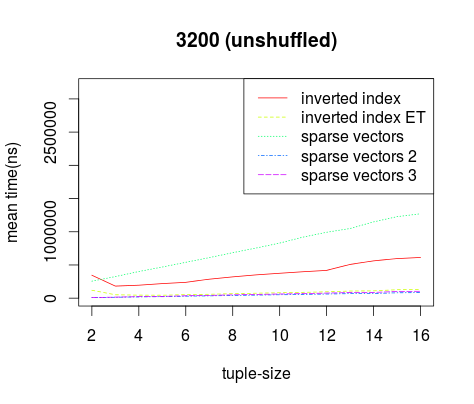 3200 (unshuffled)
inverted index
inverted index ET
sparse vectors
sparse vectors 2
sparse vectors 3
mean time(ns)
0 1000000 2500000
2 4 6 8 10 12 14 16
tuple-size